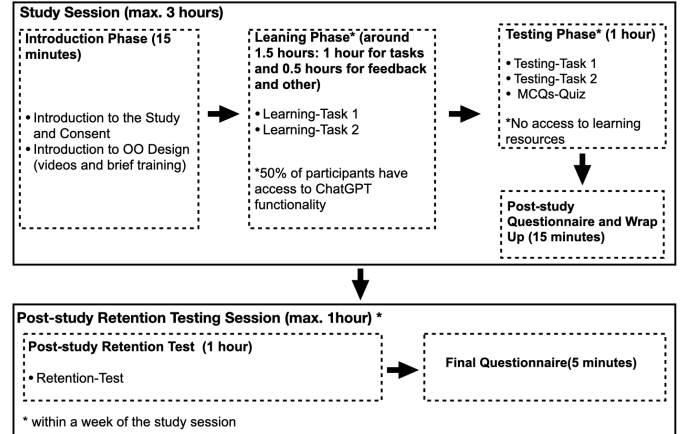 Study Session (max. 3 hours)
Introduction Phase (15
minutes)
• Introduction to the Study
and Consent
• Introduction to OO Design
(videos and brief training)
Leaning Phase* (around
1.5 hours: 1 hour for tasks
and 0.5 hours for feedback
and other)
• Learning-Task 1
• Learning-Task 2
*50% of participants have
access to ChatGPT
functionality
Testing Phase* (1 hour)
• Testing-Task 1
• Testing-Task 2
• MCQs-Quiz
*No access to learning
resources
Post-study
Questionnaire and Wrap
Up (15 minutes)
Post-study Retention Testing Session (max. 1hour) *
Post-study Retention Test (1 hour)
• Retention-Test
Final Questionnaire(5 minutes)
* within a week of the study session